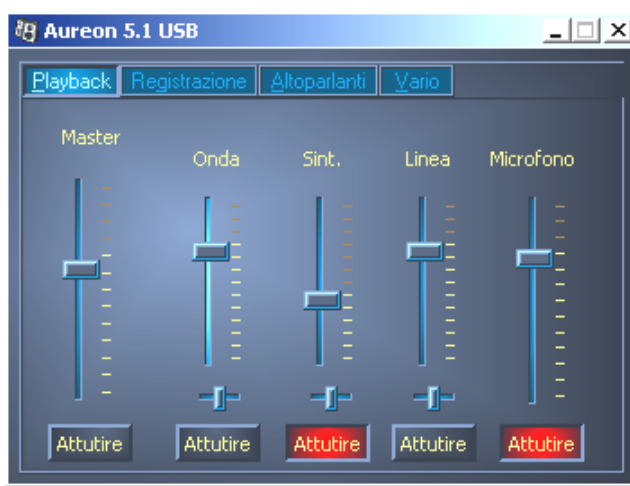 Aureon 5.1 USB
Playback Registrazione Altoparlanti Vario
Master
Onda Sint. Linea Microfono
Attutire Attutire Attutire Attutire Attutire